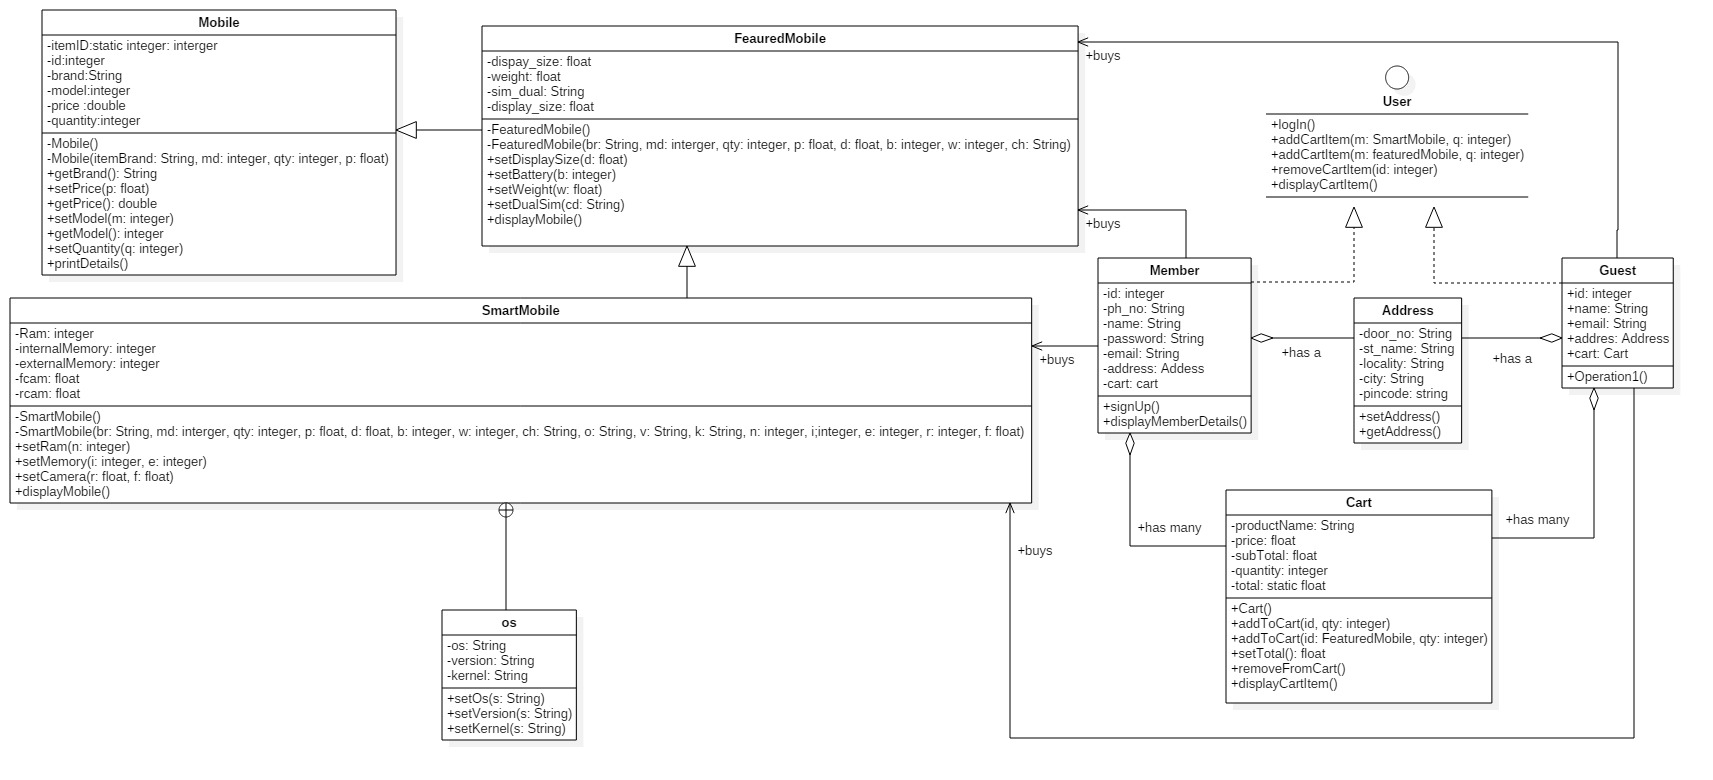 Mobile
-itemID:static integer: interger
-id:integer
-brand:String
-model:integer
-price :double
-quantity:integer
-Mobile()
-Mobile(itemBrand: String, md: integer, qty: integer, p: float)
+getBrand(): String
+setPrice(p: float)
+getPrice(): double
+setModel(m: integer)
+getModel(): integer
+setQuantity(q: integer)
+printDetails()
FeauredMobile
-dispay_size: float
-weight: float
-sim_dual: String
-display_size: float
-FeaturedMobile()
-FeaturedMobile(br: String, md: interger, qty: integer, p: float, d: float, b: integer, w: integer, ch: String)
+setDisplaySize(d: float)
+setBattery(b: integer)
+setWeight(w: float)
+setDualSim(cd: String)
+displayMobile()
+buys
+buys
User
+logIn()
+addCartItem(m: SmartMobile, q: integer)
+addCartItem(m: featuredMobile, q: integer)
+removeCartItem(id: integer)
+displayCartItem()
SmartMobile
-Ram: integer
-internalMemory: integer
-externalMemory: integer
-fcam: float
-rcam: float
-SmartMobile()
-SmartMobile(br: String, md: interger, qty: integer, p: float, d: float, b: integer, w: integer, ch: String, o: String, v: String, k: String, n: integer, i;integer, e: integer, r: integer, f: float)
+setRam(n: integer)
+setMemory(i: integer, e: integer)
+setCamera(r: float, f: float)
+displayMobile()
+buys
Member
-id: integer
-ph_no: String
-name: String
-password: String
-email: String
-address: Addess
-cart: cart
+signUp()
+displayMemberDetails()
+has a
Address
-door_no: String
-st_name: String
-locality: String
-city: String
-pincode: string
+setAddress()
+getAddress()
+has a
Guest
+id: integer
+name: String
+email: String
+addres: Address
+cart: Cart
+Operation1()
+buys
+has many
Cart
-productName: String
-price: float
-subTotal: float
-quantity: integer
-total: static float
+Cart()
+addToCart(id, qty: integer)
+addToCart(id: FeaturedMobile, qty: integer)
+setTotal(): float
+removeFromCart()
+displayCartItem()
+has many
os
-os: String
-version: String
-kernel: String
+setOs(s: String)
+setVersion(s: String)
+setKernel(s: String)